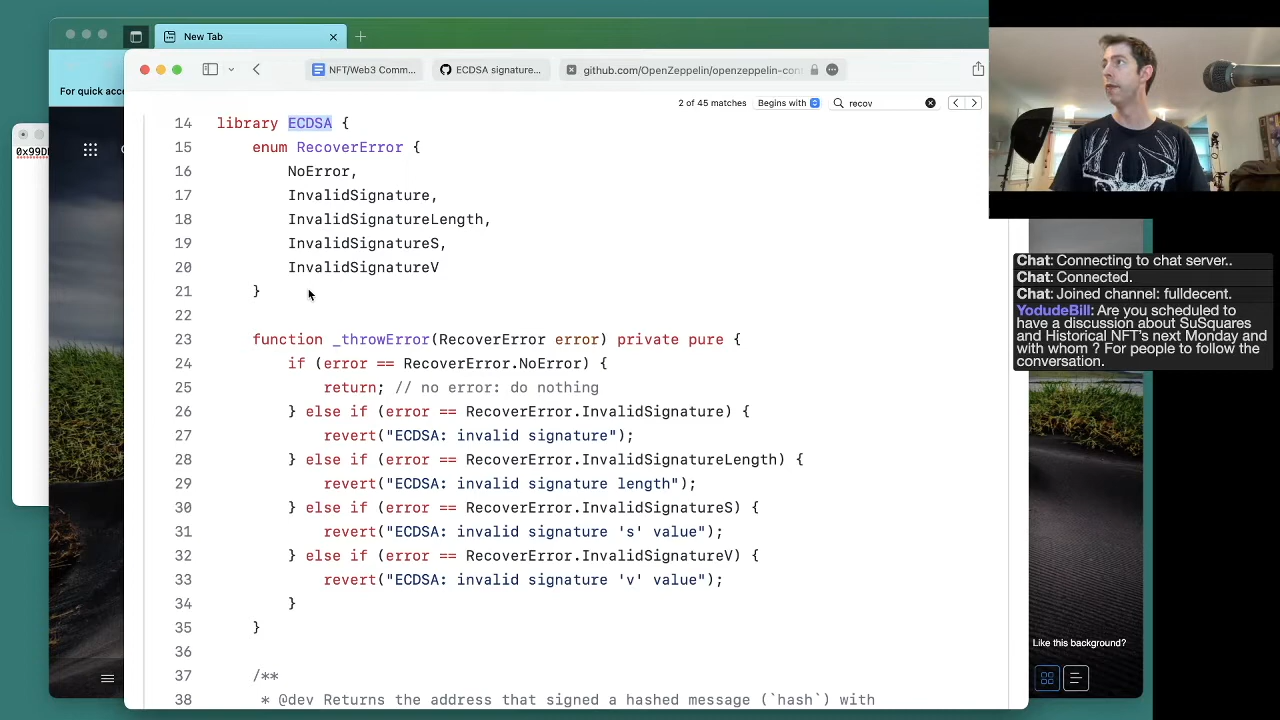 New Tab
For quick acce
0x99D
NFT/Web3 Comm...
ECDSA signature...
github.com/OpenZeppelin/openzeppelin-con
2 of 45 matches
Begins with
recov
14 library ECDSA {
15 enum RecoverError {
16 NoError,
17 InvalidSignature,
18 InvalidSignatureLength,
19 InvalidSignatureS,
20 InvalidSignatureV
21 }
22
23 function _throwError(RecoverError error) private pure {
24 if (error == RecoverError.NoError) {
25 return; // no error: do nothing
26 } else if (error == RecoverError.InvalidSignature) {
27 revert("ECDSA: invalid signature");
28 } else if (error == RecoverError.InvalidSignatureLength) {
29 revert("ECDSA: invalid signature length");
30 } else if (error == RecoverError.InvalidSignatureS) {
31 revert("ECDSA: invalid signature 's' value");
32 } else if (error == RecoverError.InvalidSignatureV) {
33 revert("ECDSA: invalid signature 'v' value");
34 }
35 }
36
37 /**
38 * @dev Returns the address that signed a hashed message (`hash`) with
Chat: Connecting to chat server..
Chat: Connected.
Chat: Joined channel: fulldecent.
YodudeBill: Are you scheduled to
have a discussion about SuSquares
and Historical NFT's next Monday and
with whom ? For people to follow the
conversation.
Like this background?